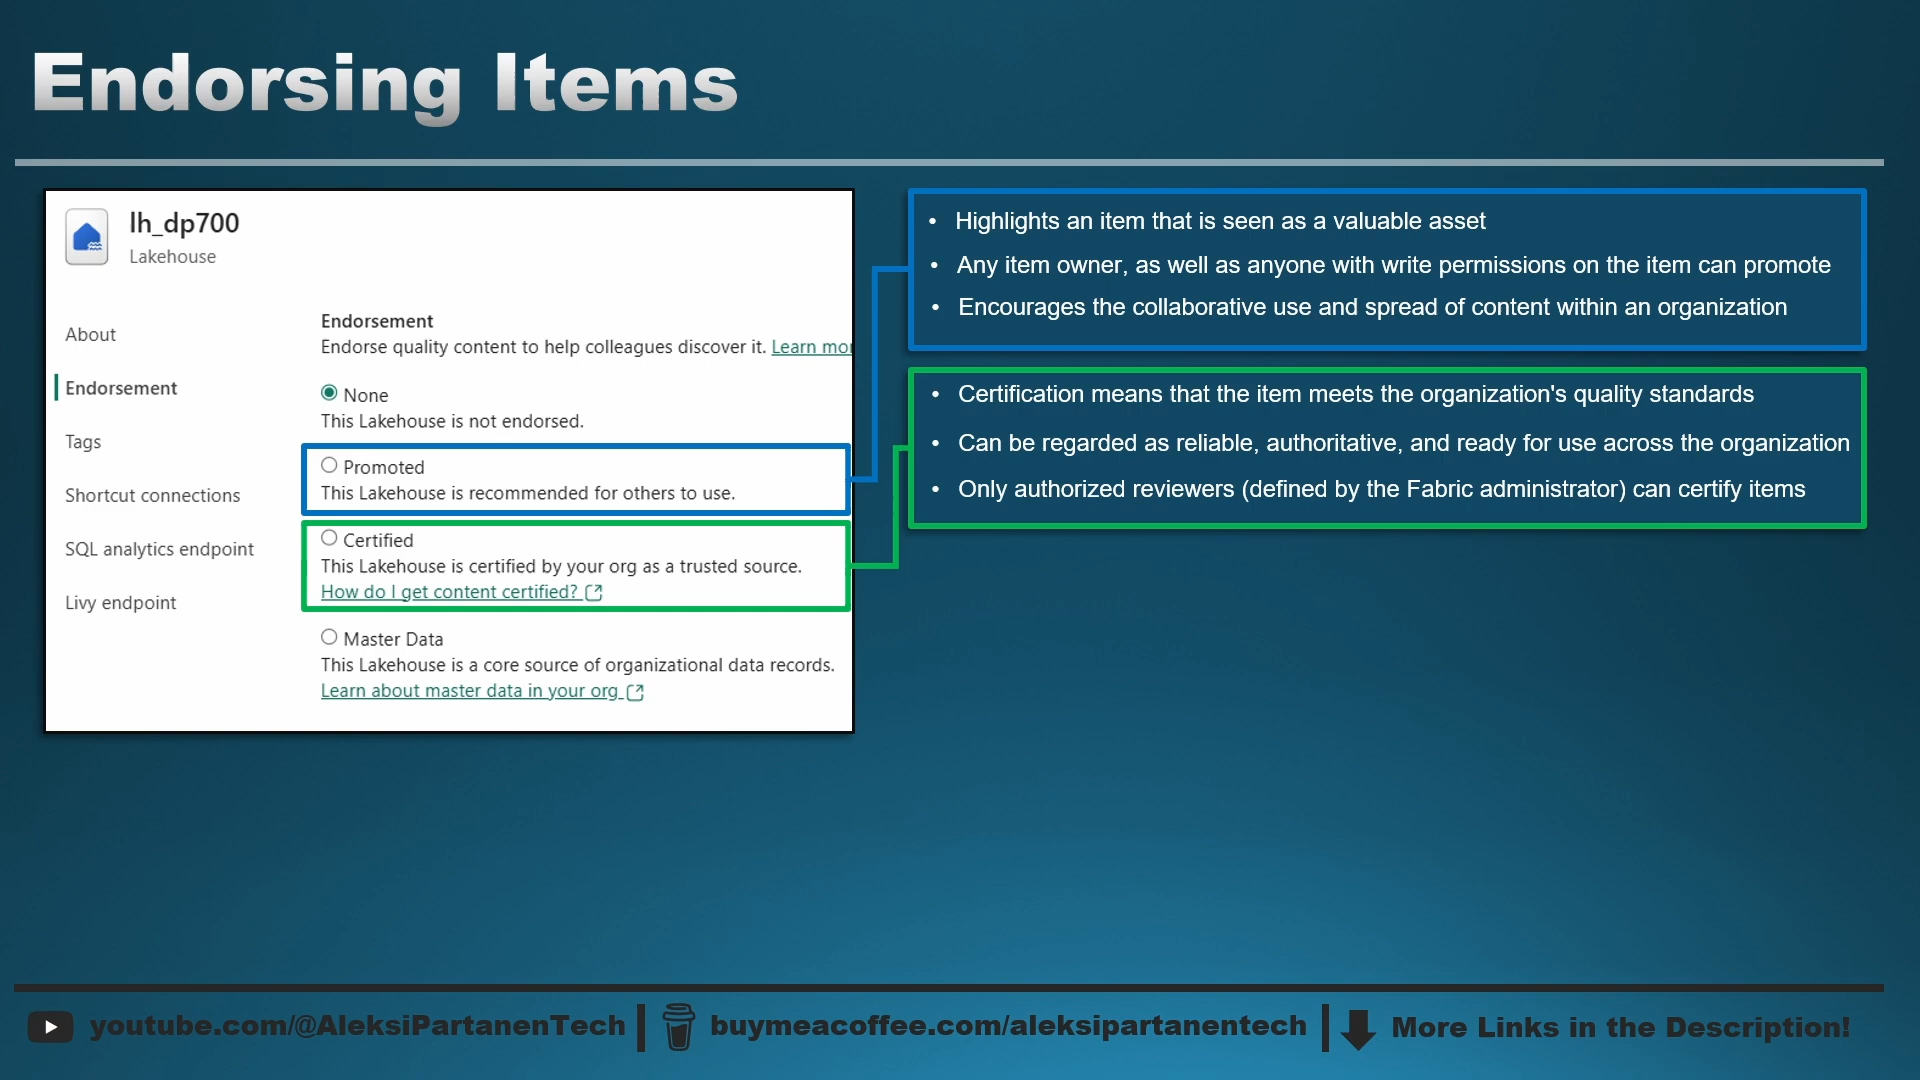 Endorsing Items
lh_dp700
Lakehouse
About
Endorsement
Tags
Shortcut connections
SQL analytics endpoint
Livy endpoint
Endorsement
Endorse quality content to help colleagues discover it. Learn mor
None
This Lakehouse is not endorsed.
Promoted
This Lakehouse is recommended for others to use.
Certified
This Lakehouse is certified by your org as a trusted source.
How do I get content certified?
Master Data
This Lakehouse is a core source of organizational data records.
Learn about master data in your org
• Highlights an item that is seen as a valuable asset
• Any item owner, as well as anyone with write permissions on the item can promote
• Encourages the collaborative use and spread of content within an organization
• Certification means that the item meets the organization's quality standards
• Can be regarded as reliable, authoritative, and ready for use across the organization
• Only authorized reviewers (defined by the Fabric administrator) can certify items
youtube.com/@AleksiPartanenTech
buymeacoffee.com/aleksipartanentech
More Links in the Description!